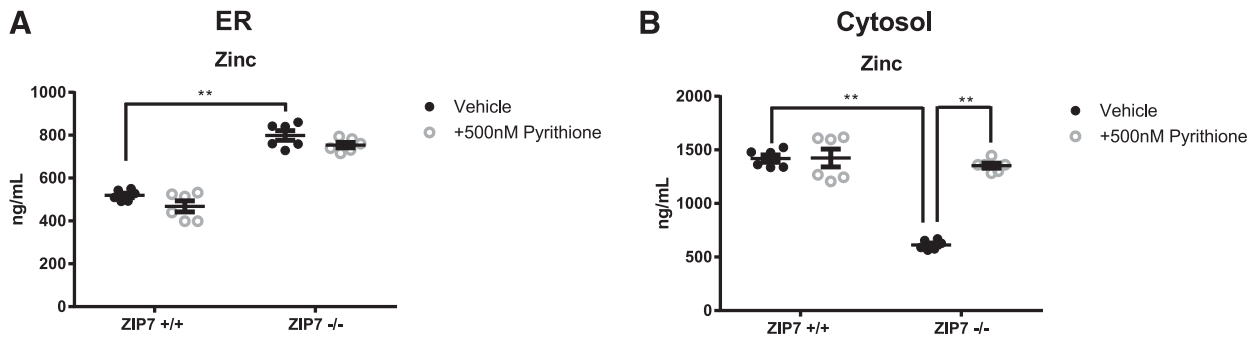 A
ER
Zinc
1000
800
600
400
200
0
ng/mL
**
ZIP7 +/+
ZIP7 -/-
Vehicle
+500nM Pyrithione
B
Cytosol
Zinc
2000
1500
1000
500
0
ng/mL
**
**
ZIP7 +/+
ZIP7 -/-
Vehicle
+500nM Pyrithione